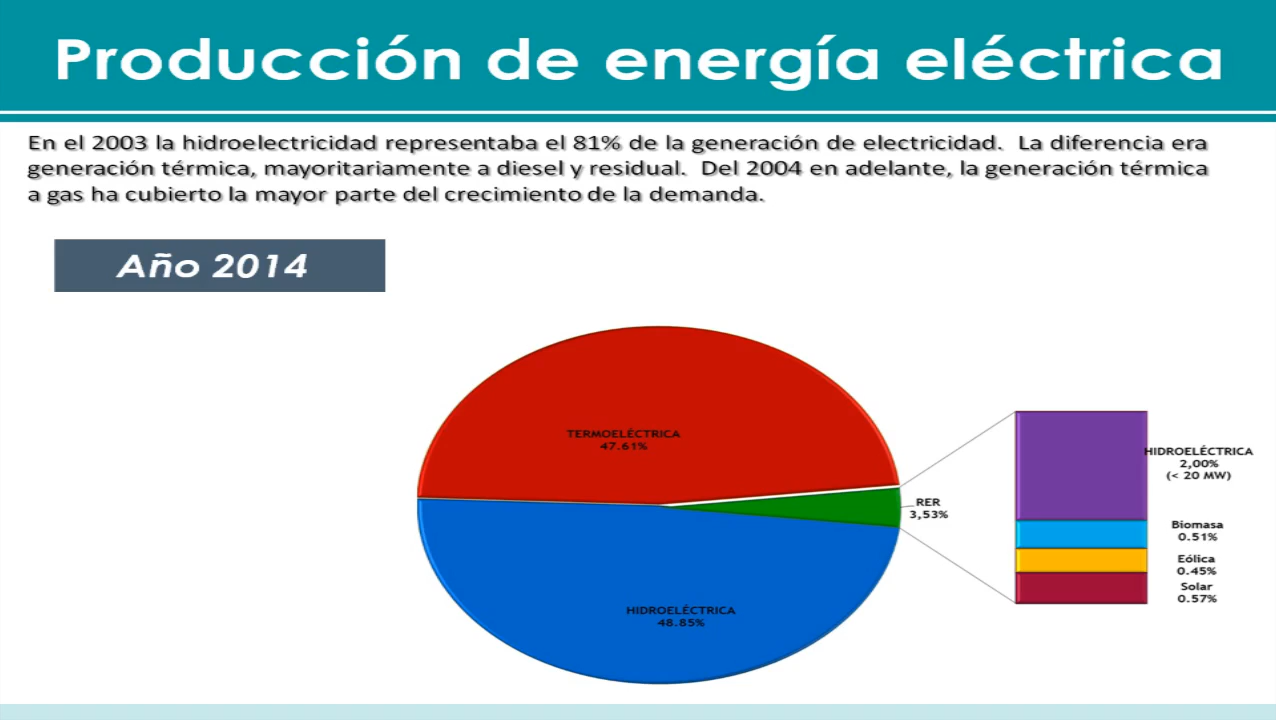 Producción de energía eléctrica
En el 2003 la hidroelectricidad representaba el 81% de la generación de electricidad. La diferencia era
generación térmica, mayoritariamente a diesel y residual. Del 2004 en adelante, la generación térmica
a gas ha cubierto la mayor parte del crecimiento de la demanda.
Año 2014
TERMOELÉCTRICA
47.61%
HIDROELÉCTRICA
48.85%
RER
3,53%
HIDROELÉCTRICA
2,00%
(< 20 MW)
Biomasa
0.51%
Eólica
0.45%
Solar
0.57%